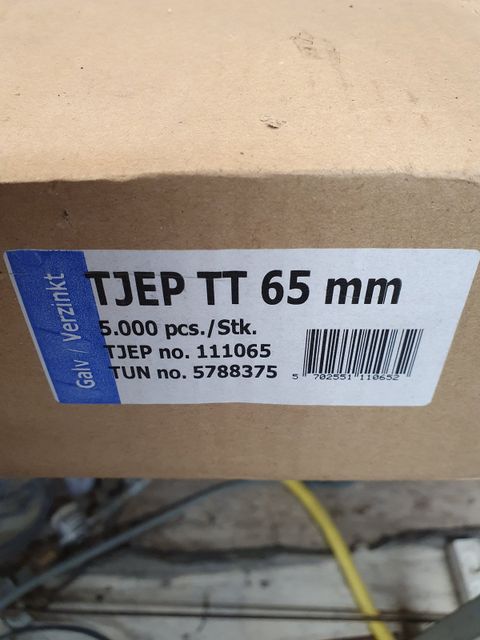 Galv / Verzinkt
TJEP TT 65 mm
5.000 pcs./Stk.
TJEP no. 111065
TUN no. 5788375
5 702551 110652